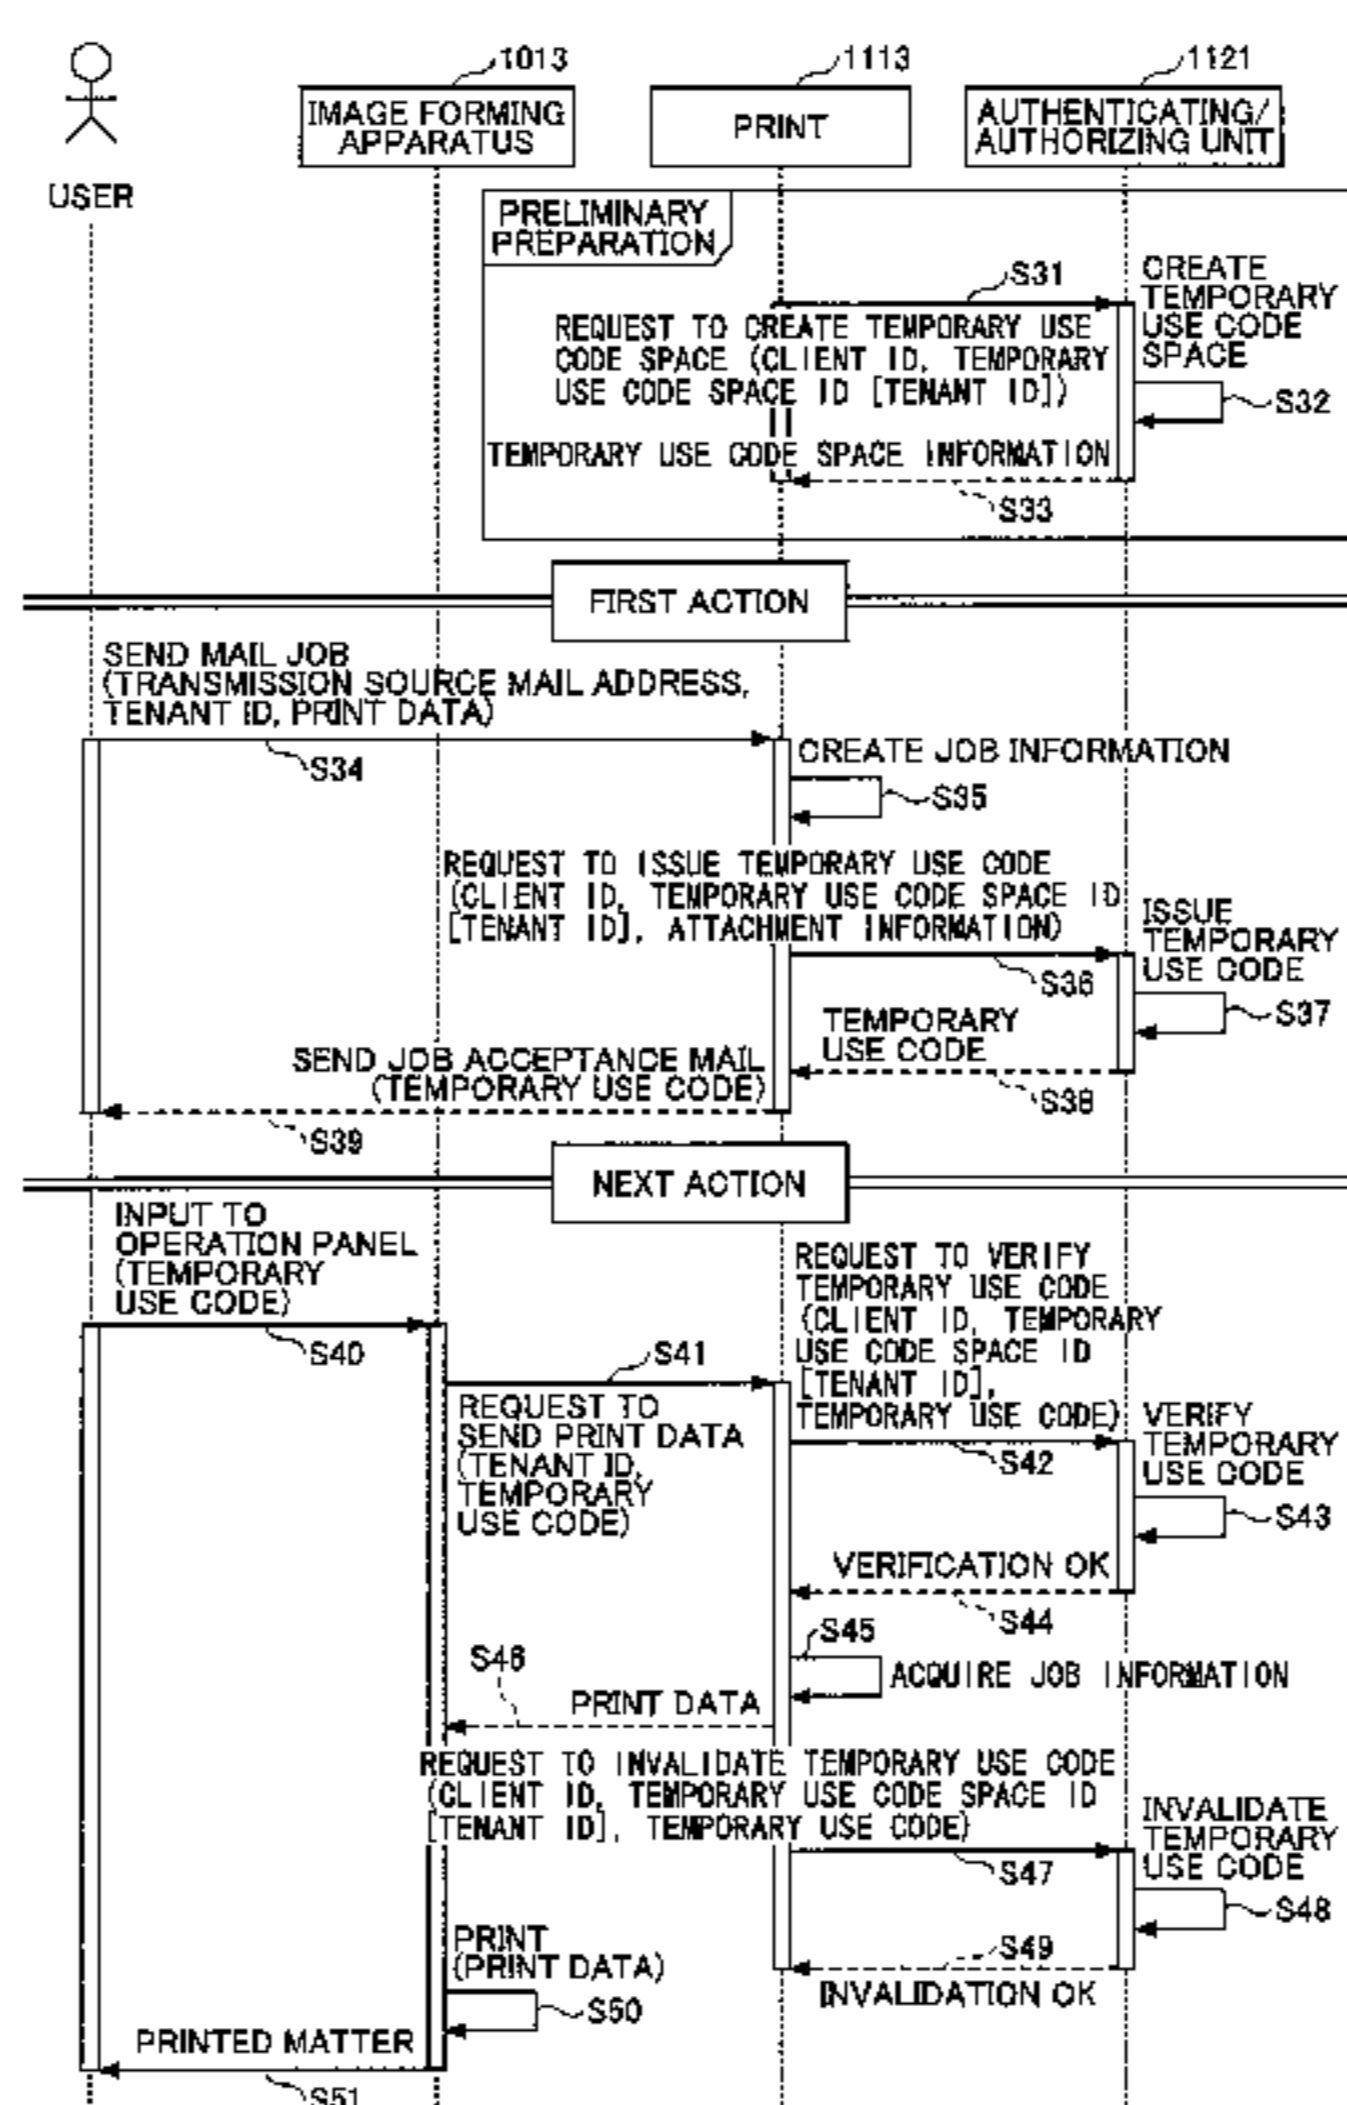 1013
1113
1121
IMAGE FORMING
APPARATUS
PRINT
AUTHENTICATING/
AUTHORIZING UNIT
USER
PRELIMINARY
PREPARATION
S31
CREATE
TEMPORARY
USE CODE
SPACE
REQUEST TO CREATE TEMPORARY USE
CODE SPACE (CLIENT ID, TEMPORARY
USE CODE SPACE ID [TENANT ID])
S32
TEMPORARY USE CODE SPACE INFORMATION
S33
FIRST ACTION
SEND MAIL JOB
(TRANSMISSION SOURCE MAIL ADDRESS,
TENANT ID, PRINT DATA)
S34
CREATE JOB INFORMATION
S35
REQUEST TO ISSUE TEMPORARY USE CODE
(CLIENT ID, TEMPORARY USE CODE SPACE ID
[TENANT ID], ATTACHMENT INFORMATION)
S36
ISSUE
TEMPORARY
USE CODE
S37
TEMPORARY
USE CODE
S38
SEND JOB ACCEPTANCE MAIL
(TEMPORARY USE CODE)
S39
NEXT ACTION
INPUT TO
OPERATION PANEL
(TEMPORARY
USE CODE)
S40
S41
REQUEST TO
SEND PRINT DATA
(TENANT ID,
TEMPORARY
USE CODE)
REQUEST TO VERIFY
TEMPORARY USE CODE
(CLIENT ID, TEMPORARY
USE CODE SPACE ID
[TENANT ID],
TEMPORARY USE CODE)
S42
VERIFY
TEMPORARY
USE CODE
S43
VERIFICATION OK
S44
S45
ACQUIRE JOB INFORMATION
S46
PRINT DATA
REQUEST TO INVALIDATE TEMPORARY USE CODE
(CLIENT ID, TEMPORARY USE CODE SPACE ID
[TENANT ID], TEMPORARY USE CODE)
S47
INVALIDATE
TEMPORARY
USE CODE
S48
S49
INVALIDATION OK
PRINT
(PRINT DATA)
S50
PRINTED MATTER
S51